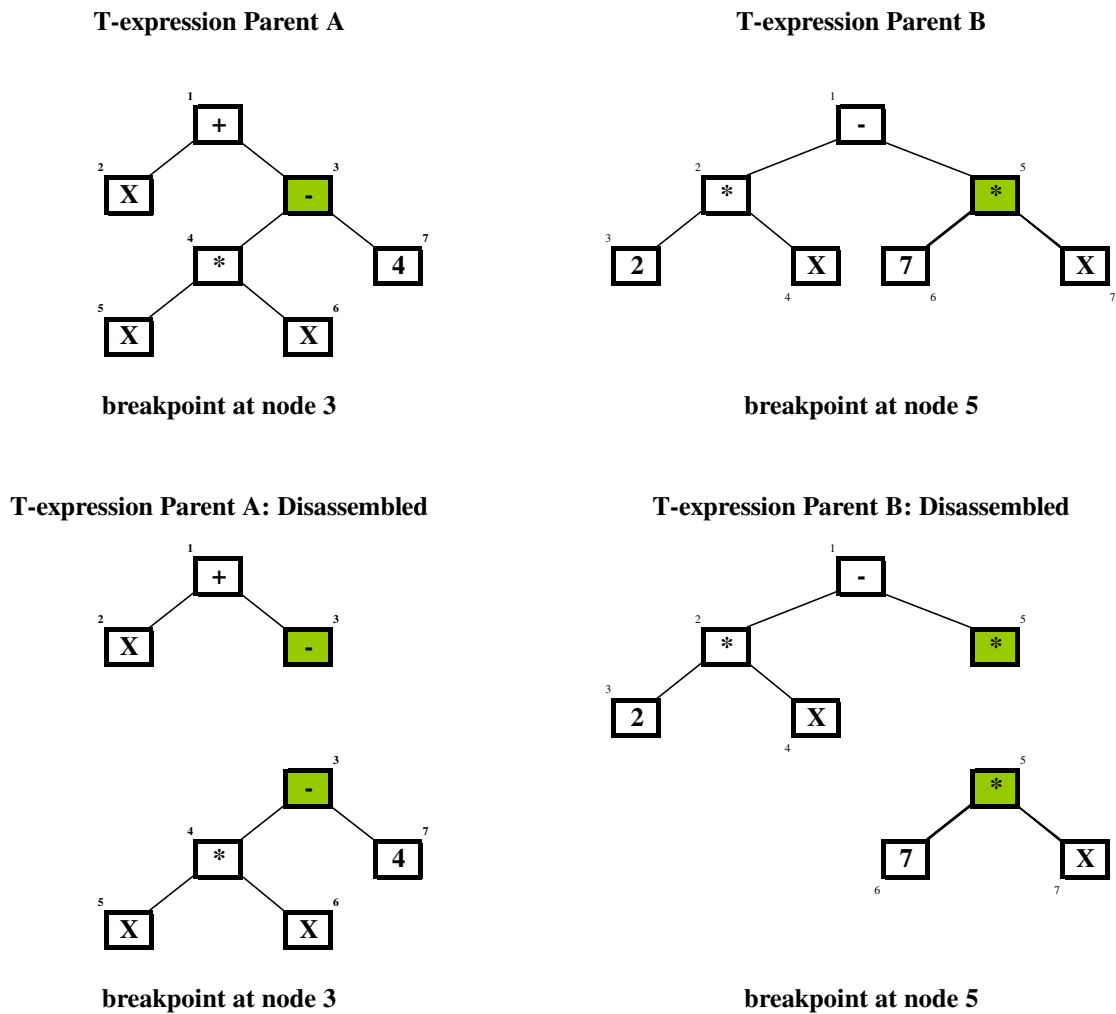 T-expression Parent A
T-expression Parent B
1
+
2
X
3
-
4
*
7
4
5
X
6
X
1
-
2
*
5
*
3
2
X
4
7
6
X
7
breakpoint at node 3
breakpoint at node 5
T-expression Parent A: Disassembled
T-expression Parent B: Disassembled
1
+
2
X
3
-
3
-
4
*
7
4
5
X
6
X
1
-
2
*
5
*
3
2
X
4
5
*
7
6
X
7
breakpoint at node 3
breakpoint at node 5